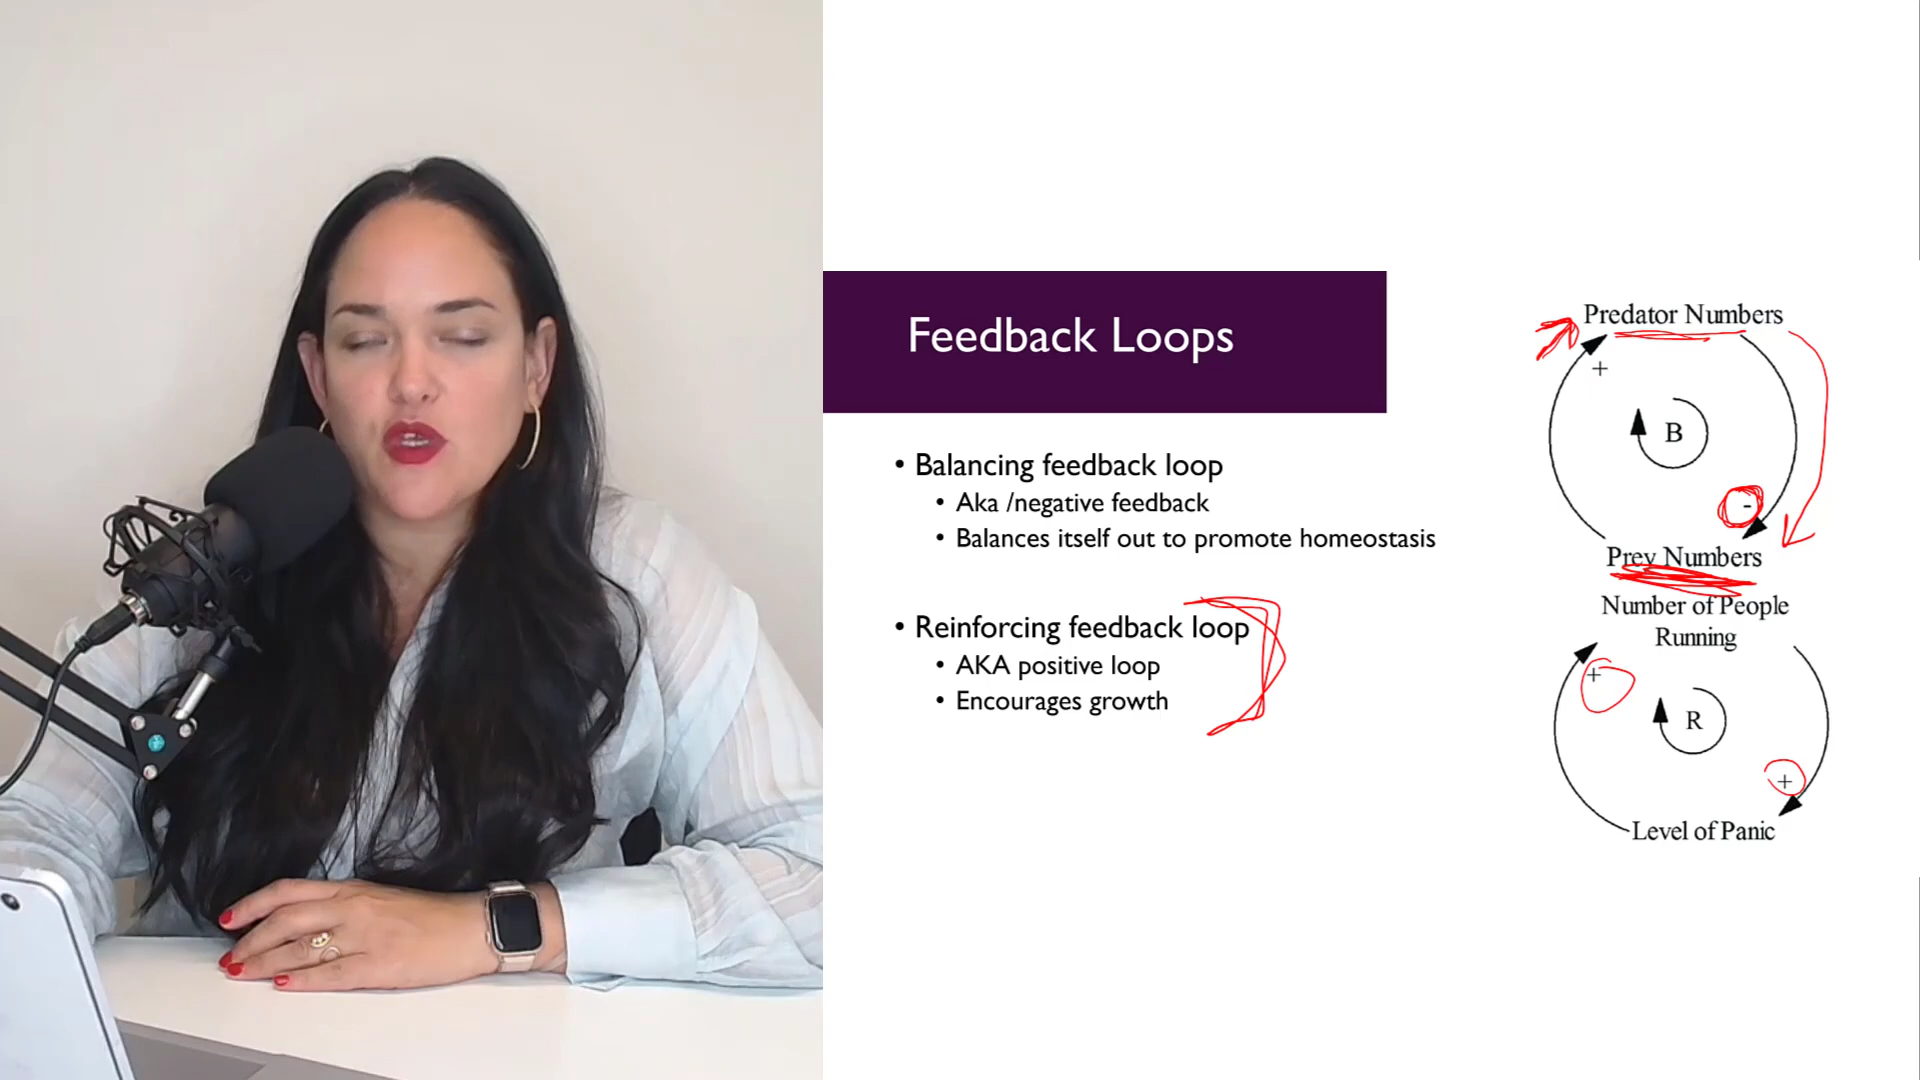 Feedback Loops
• Balancing feedback loop
• Aka /negative feedback
• Balances itself out to promote homeostasis
• Reinforcing feedback loop
• AKA positive loop
• Encourages growth
Predator Numbers
+
B
-
Prey Numbers
Number of People
Running
+
R
+
Level of Panic